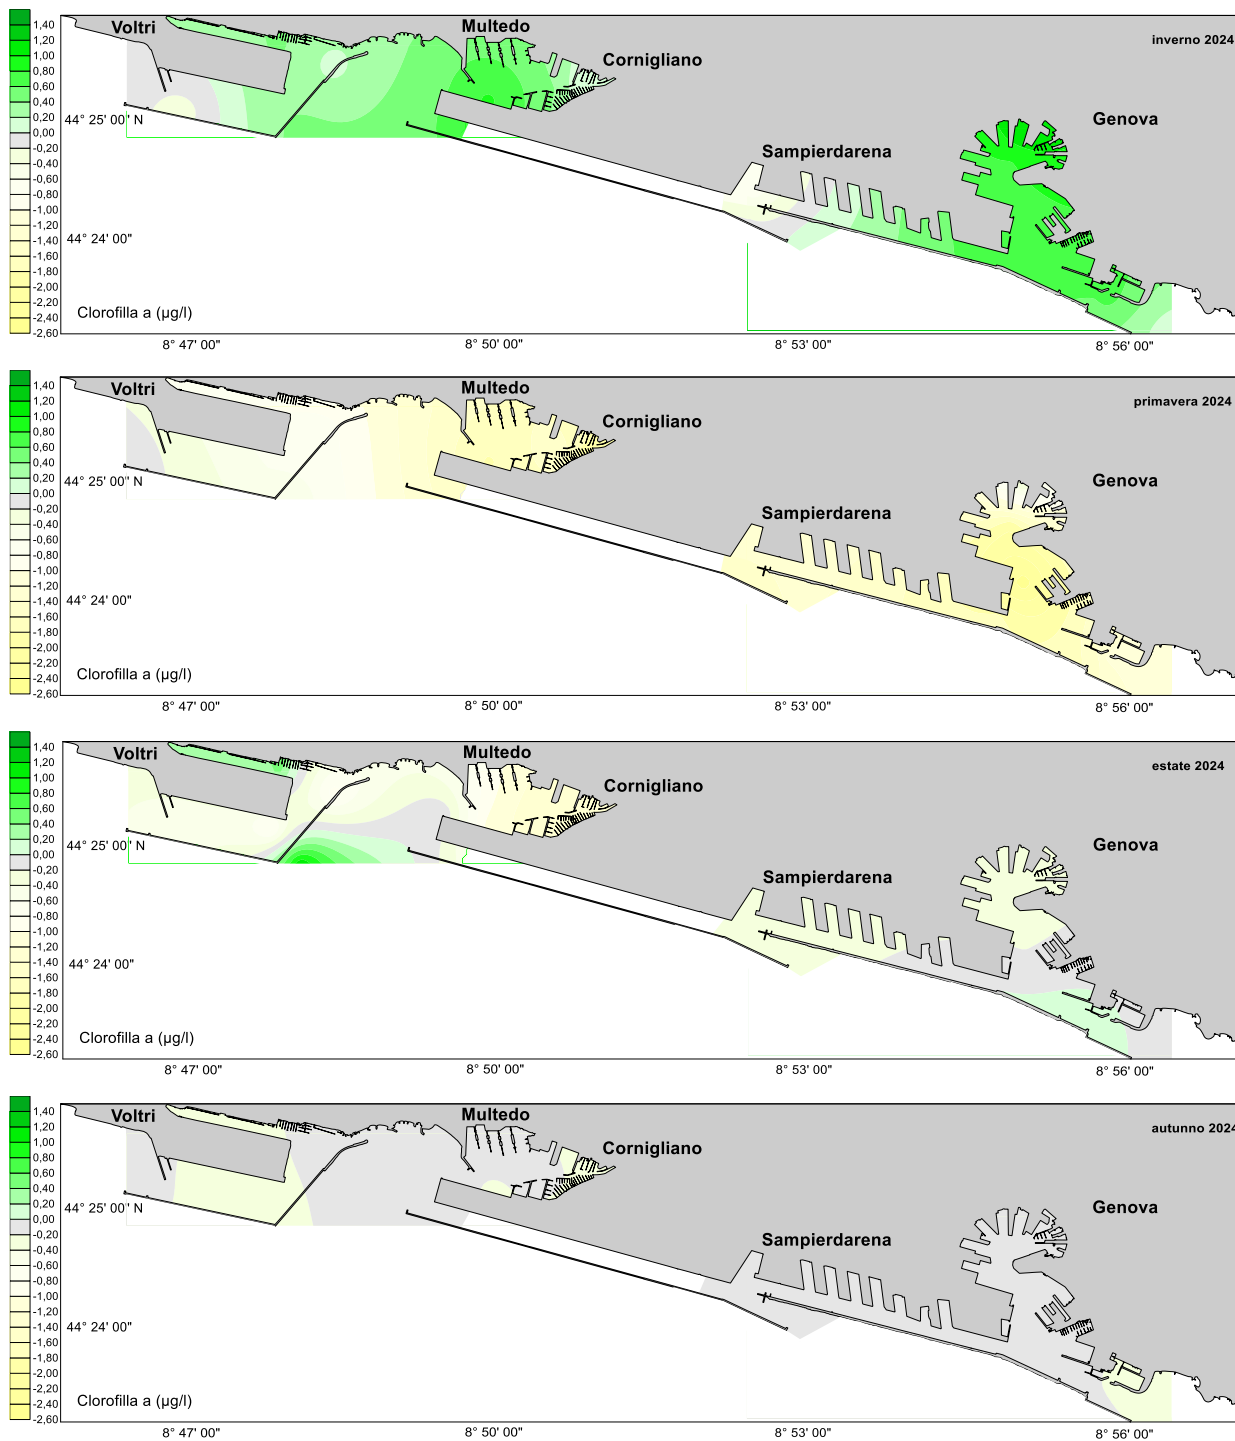 1,40
1,20
1,00
0,80
0,60
0,40
0,20
0,00
-0,20
-0,40
-0,60
-0,80
-1,00
-1,20
-1,40
-1,60
-1,80
-2,00
-2,20
-2,40
-2,60
Voltri
Multedo
Cornigliano
inverno 2024
Genova
44° 25' 00" N
Sampierdarena
44° 24' 00"
Clorofilla a (µg/l)
8° 47' 00"
8° 50' 00"
8° 53' 00"
8° 56' 00"
1,40
1,20
1,00
0,80
0,60
0,40
0,20
0,00
-0,20
-0,40
-0,60
-0,80
-1,00
-1,20
-1,40
-1,60
-1,80
-2,00
-2,20
-2,40
-2,60
Voltri
Multedo
Cornigliano
primavera 2024
Genova
44° 25' 00" N
Sampierdarena
44° 24' 00"
Clorofilla a (µg/l)
8° 47' 00"
8° 50' 00"
8° 53' 00"
8° 56' 00"
1,40
1,20
1,00
0,80
0,60
0,40
0,20
0,00
-0,20
-0,40
-0,60
-0,80
-1,00
-1,20
-1,40
-1,60
-1,80
-2,00
-2,20
-2,40
-2,60
Voltri
Multedo
Cornigliano
estate 2024
Genova
44° 25' 00" N
Sampierdarena
44° 24' 00"
Clorofilla a (µg/l)
8° 47' 00"
8° 50' 00"
8° 53' 00"
8° 56' 00"
1,40
1,20
1,00
0,80
0,60
0,40
0,20
0,00
-0,20
-0,40
-0,60
-0,80
-1,00
-1,20
-1,40
-1,60
-1,80
-2,00
-2,20
-2,40
-2,60
Voltri
Multedo
Cornigliano
autunno 2024
Genova
44° 25' 00" N
Sampierdarena
44° 24' 00"
Clorofilla a (µg/l)
8° 47' 00"
8° 50' 00"
8° 53' 00"
8° 56' 00"